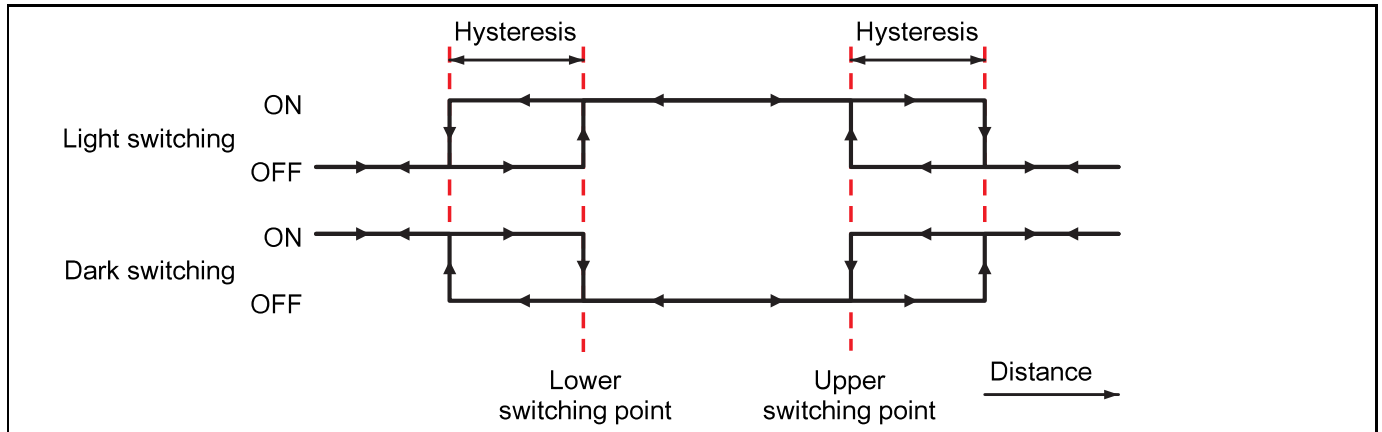 Hysteresis
Hysteresis
ON
Light switching
OFF
ON
Dark switching
OFF
Lower
switching point
Upper
switching point
Distance